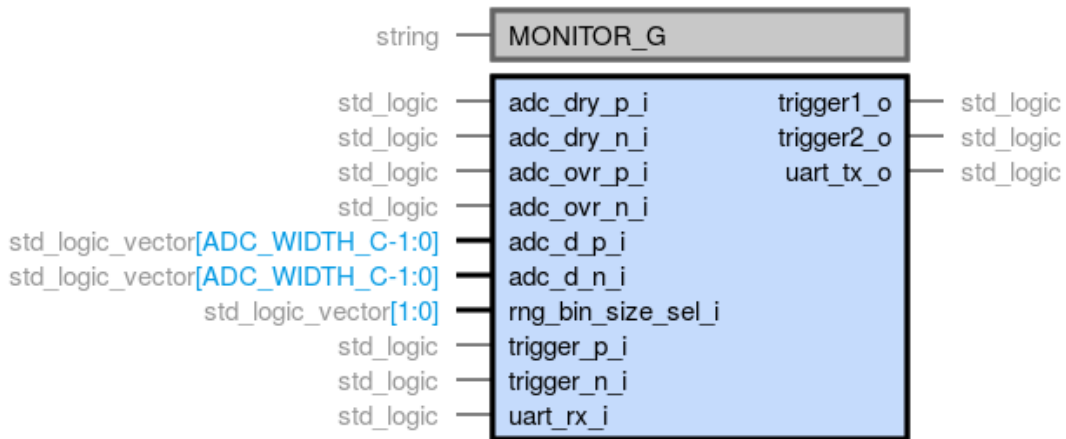 string MONITOR_G
std_logic adc_dry_p_i trigger1_o std_logic
std_logic adc_dry_n_i trigger2_o std_logic
std_logic adc_ovr_p_i uart_tx_o std_logic
std_logic adc_ovr_n_i
std_logic_vector[ADC_WIDTH_C-1:0] adc_d_p_i
std_logic_vector[ADC_WIDTH_C-1:0] adc_d_n_i
std_logic_vector[1:0] rng_bin_size_sel_i
std_logic trigger_p_i
std_logic trigger_n_i
std_logic uart_rx_i